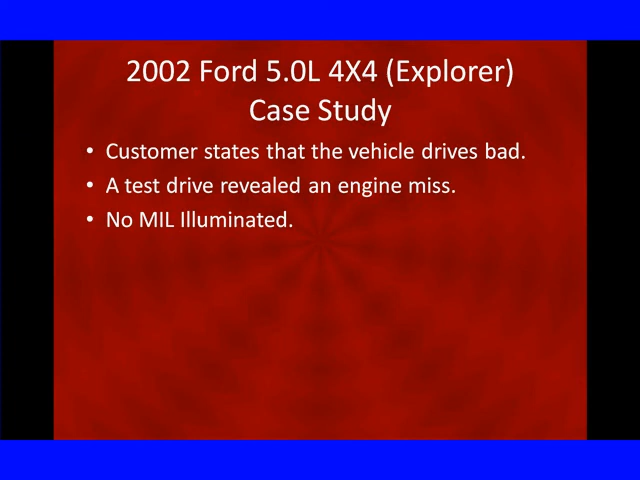 2002 Ford 5.0L 4X4 (Explorer)
Case Study
• Customer states that the vehicle drives bad.
• A test drive revealed an engine miss.
• No MIL Illuminated.